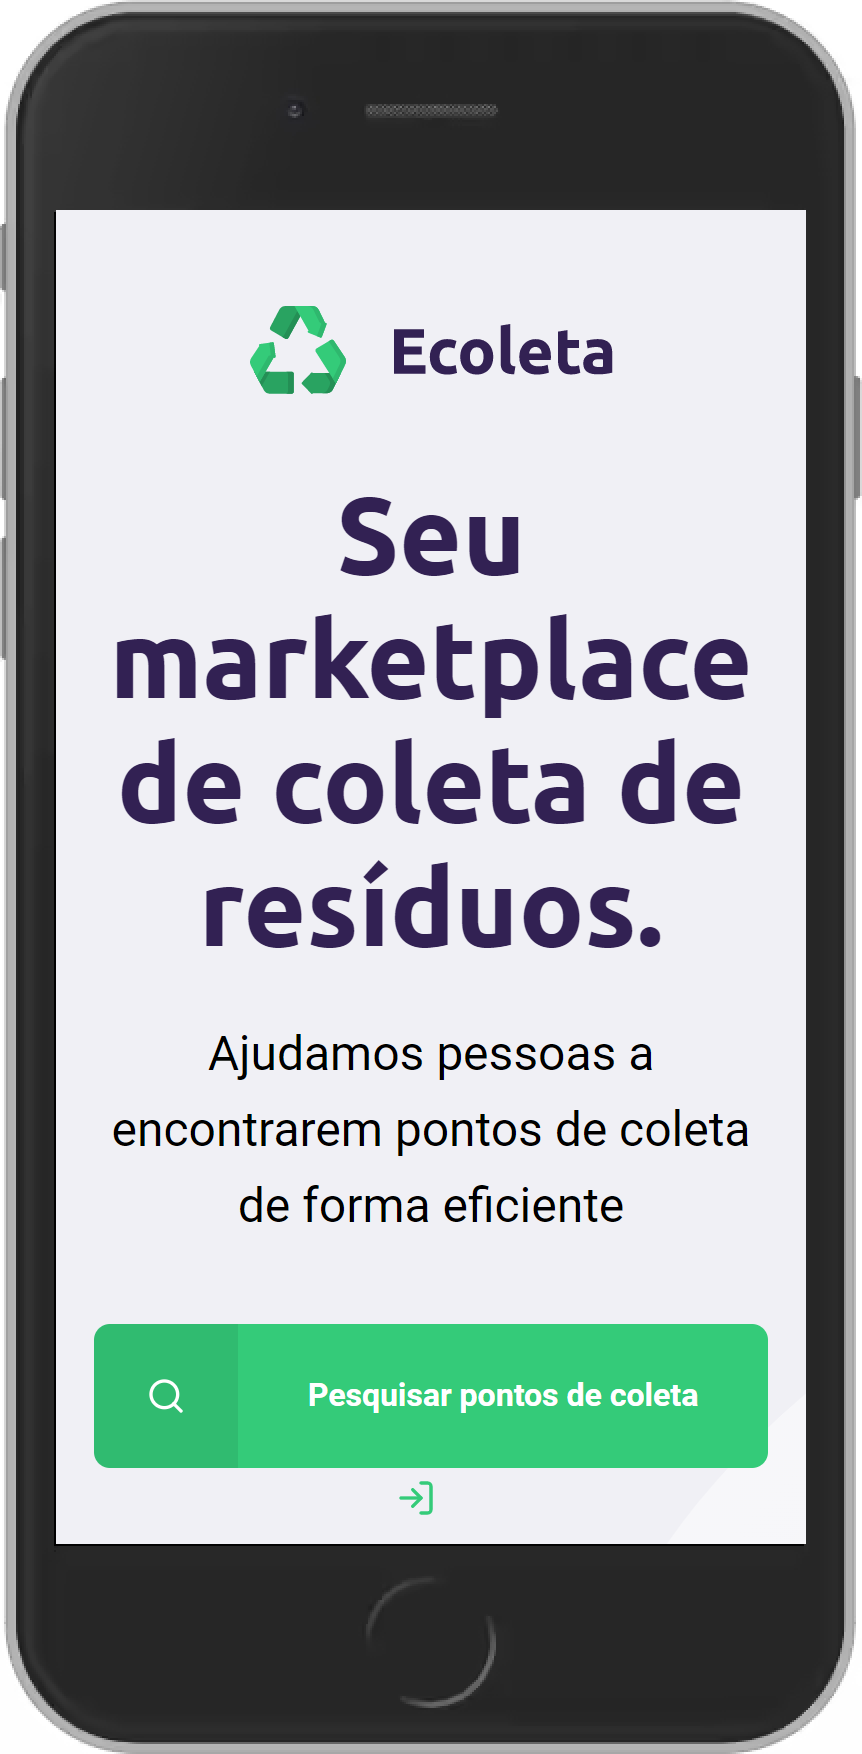 Ecoleta
Seu
marketplace
de coleta de
resíduos.
Ajudamos pessoas a
encontrarem pontos de coleta
de forma eficiente
Pesquisar pontos de coleta